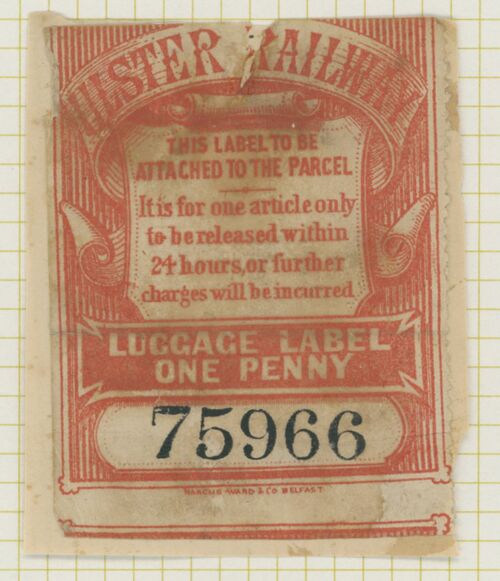 ULSTER RAILWAY
THIS LABEL TO BE
ATTACHED TO THE PARCEL
It is for one article only
to be released within
24 hours, or further
charges will be incurred
LUGGAGE LABEL
ONE PENNY
75966
MARCUS WARD & CO BELFAST